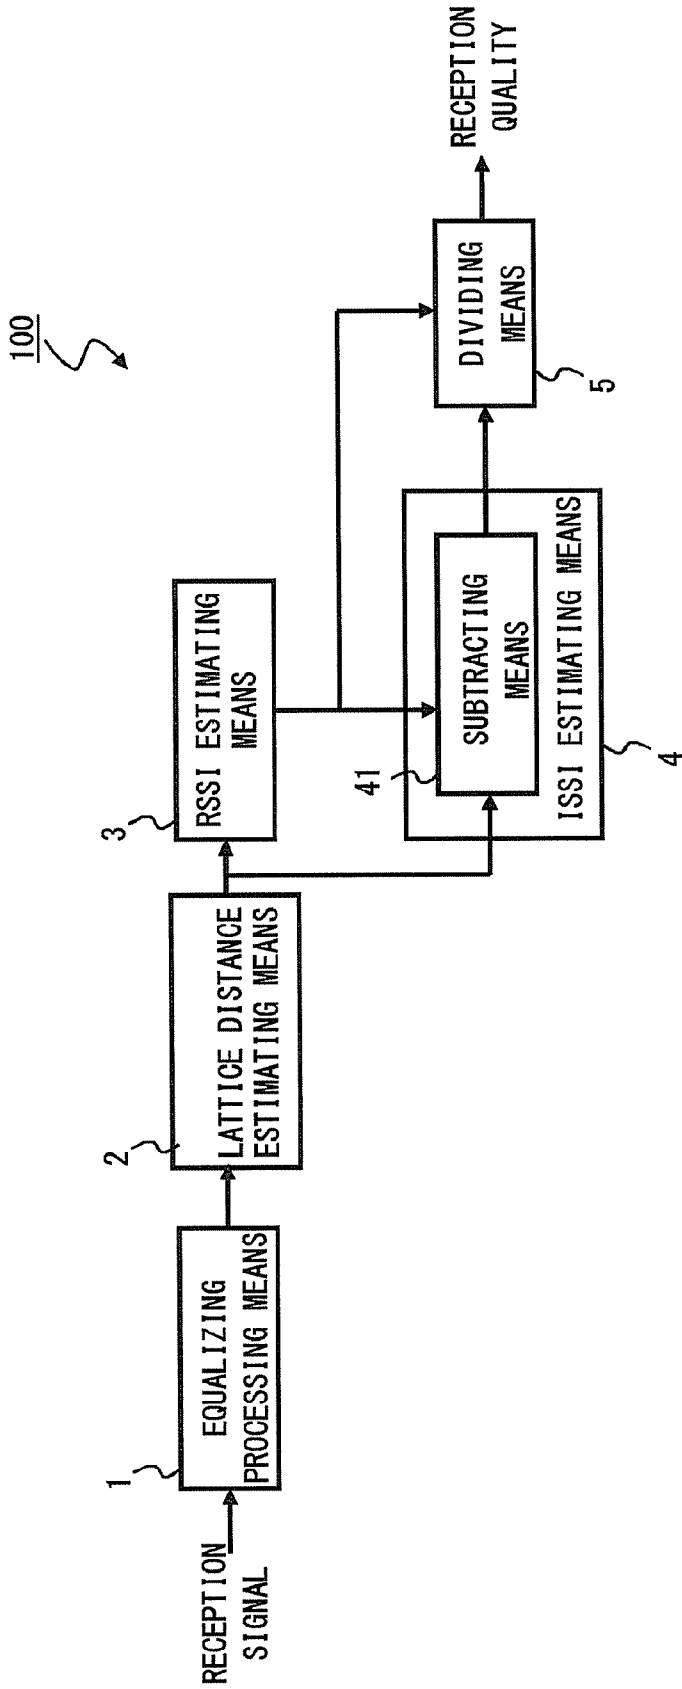 100
RECEPTION
SIGNAL
1
EQUALIZING
PROCESSING MEANS
2
LATTICE DISTANCE
ESTIMATING MEANS
3
RSSI ESTIMATING
MEANS
41
SUBTRACTING
MEANS
ISSI ESTIMATING MEANS
4
DIVIDING
MEANS
5
RECEPTION
QUALITY